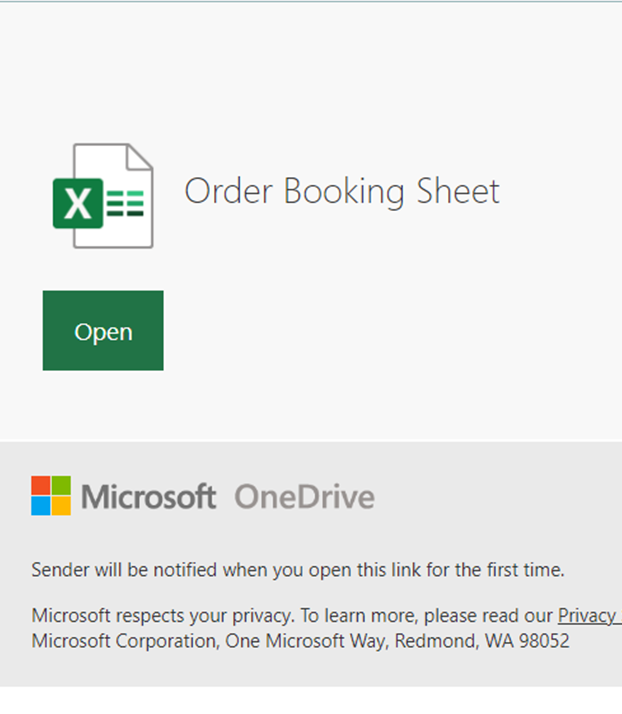 X
Order Booking Sheet
Open
Microsoft OneDrive
Sender will be notified when you open this link for the first time.
Microsoft respects your privacy. To learn more, please read our Privacy
Microsoft Corporation, One Microsoft Way, Redmond, WA 98052